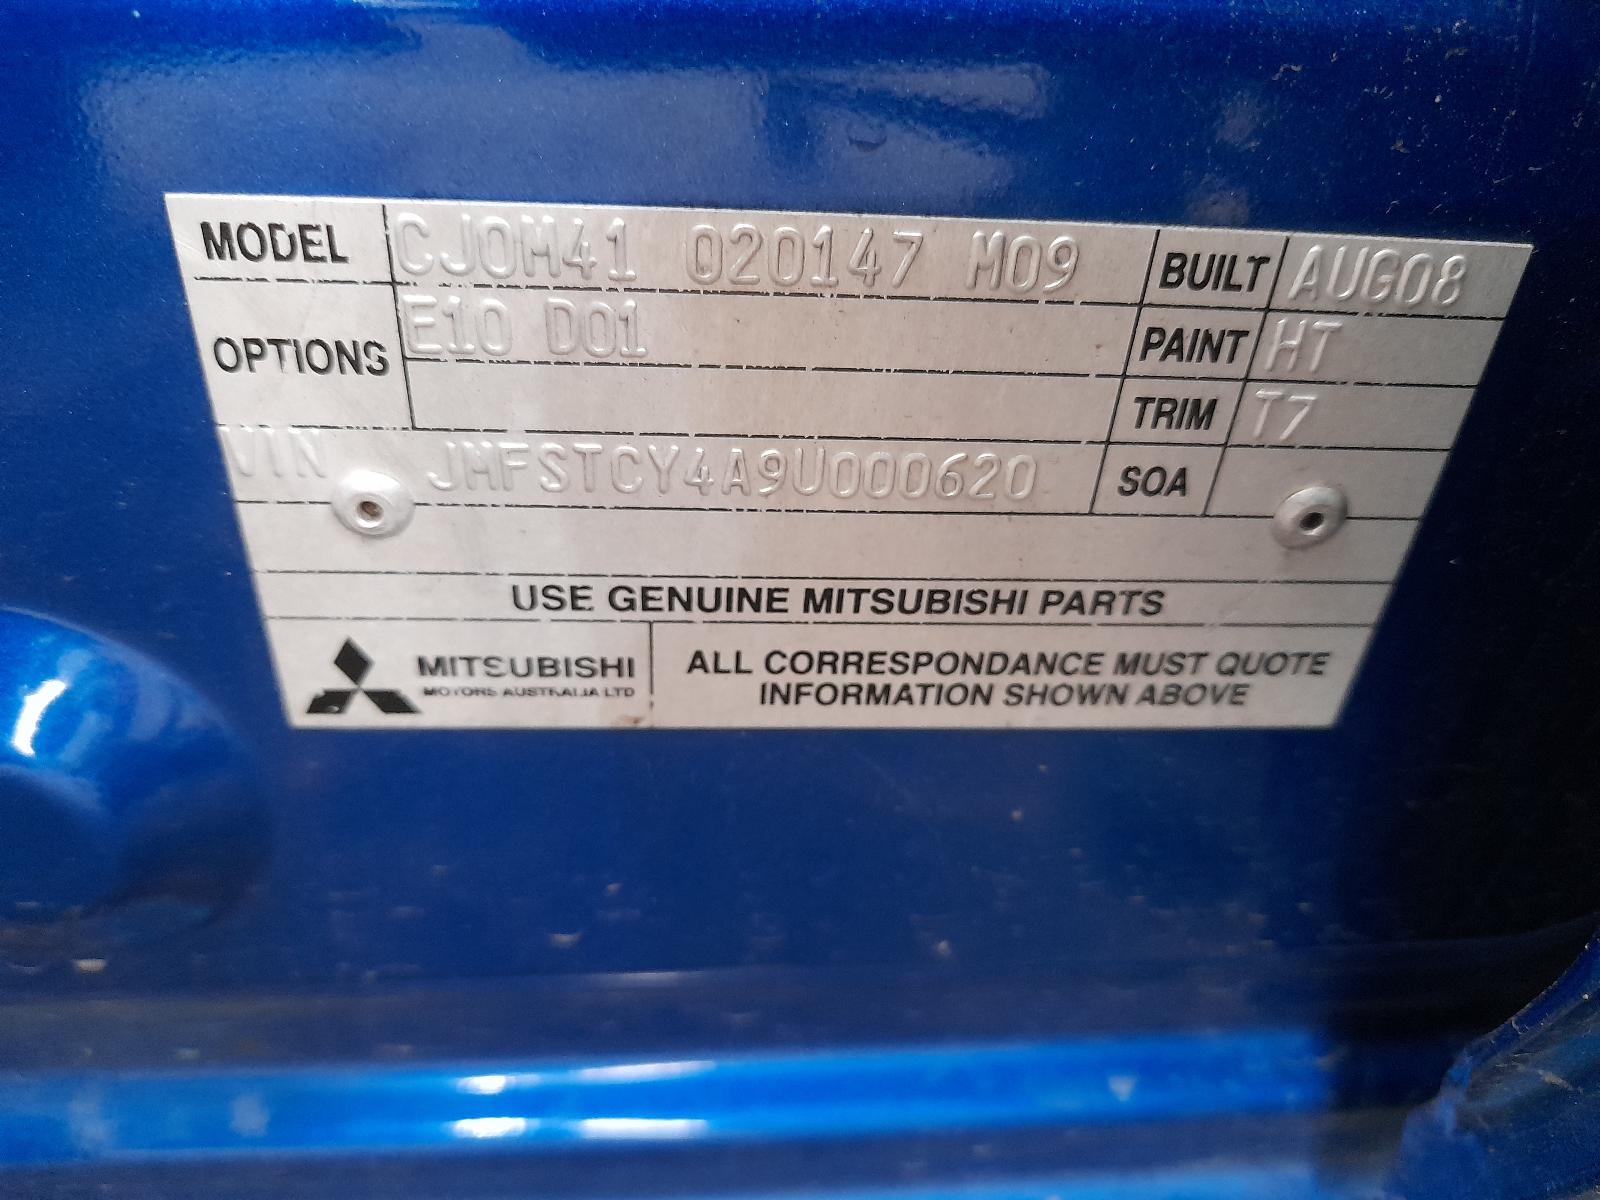 MODEL CJ0M41 020147 M09 BUILT AUG08
OPTIONS E10 D01 PAINT HT
TRIM T7
VIN JMFSTCY4A9U000620 SOA
USE GENUINE MITSUBISHI PARTS
MITSUBISHI
MOTORS AUSTRALIA LTD
ALL CORRESPONDANCE MUST QUOTE
INFORMATION SHOWN ABOVE